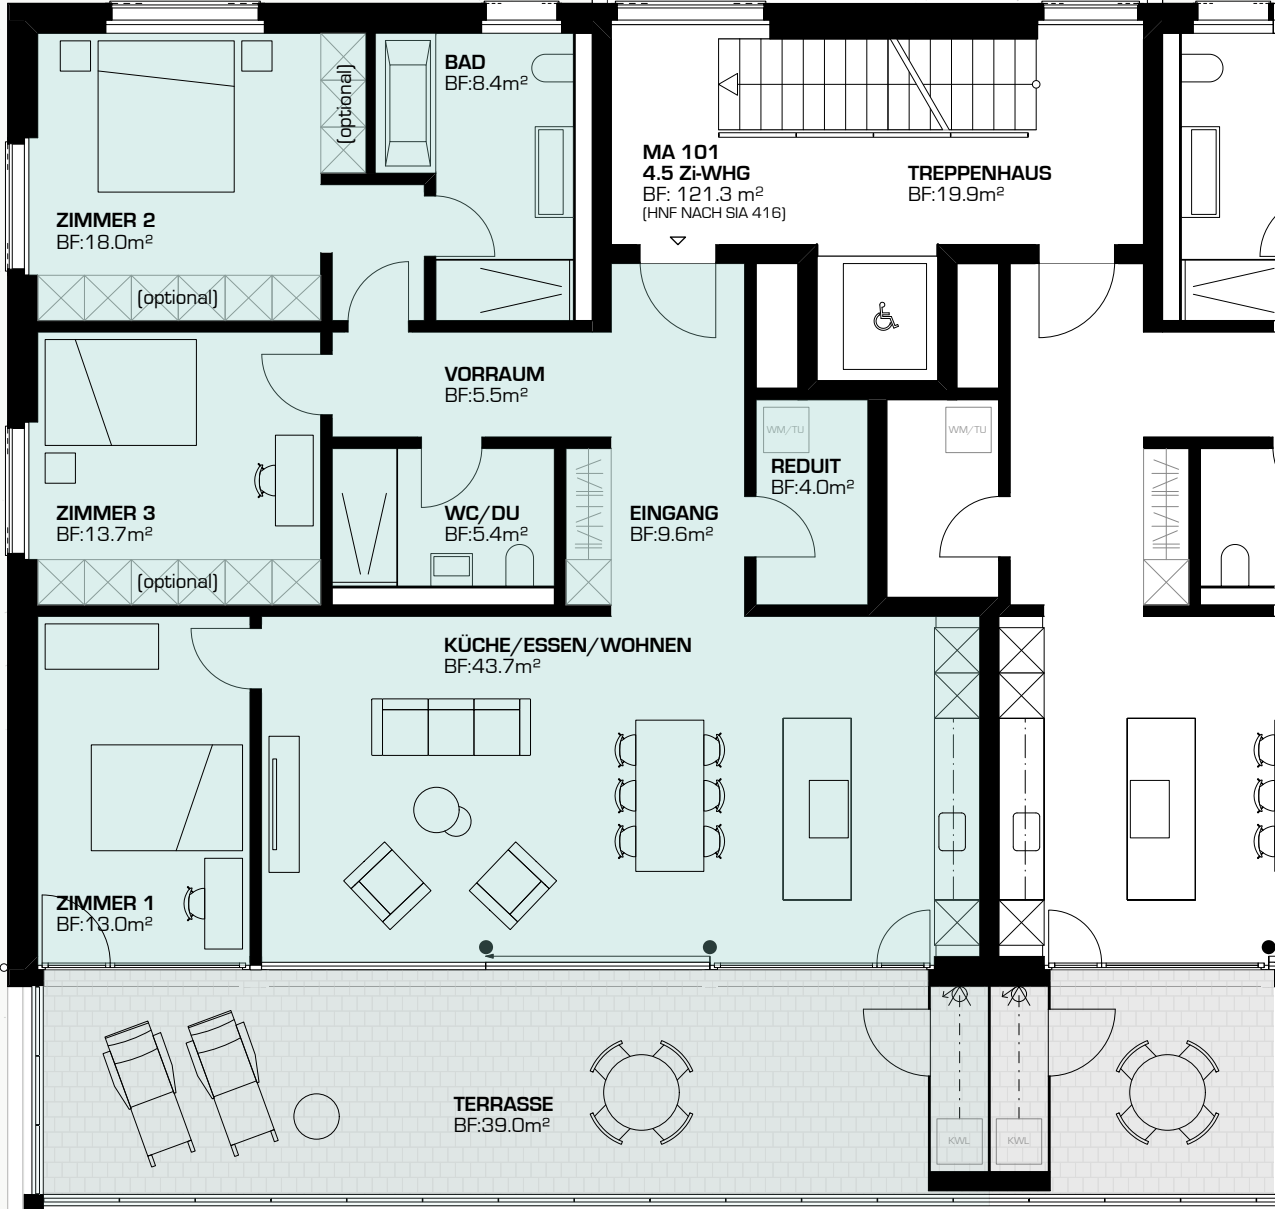 BAD
BF:8.4m²
(optional)
MA 101
4.5 Zi-WHG
BF: 121.3 m²
(HNF NACH SIA 416)
TREPPENHAUS
BF:19.9m²
ZIMMER 2
BF:18.0m²
(optional)
VORRAUM
BF:5.5m²
WM/TU
WM/TU
REDUIT
BF:4.0m²
ZIMMER 3
BF:13.7m²
WC/DU
BF:5.4m²
EINGANG
BF:9.6m²
(optional)
KÜCHE/ESSEN/WOHNEN
BF:43.7m²
ZIMMER 1
BF:13.0m²
TERRASSE
BF:39.0m²
KWL
KWL